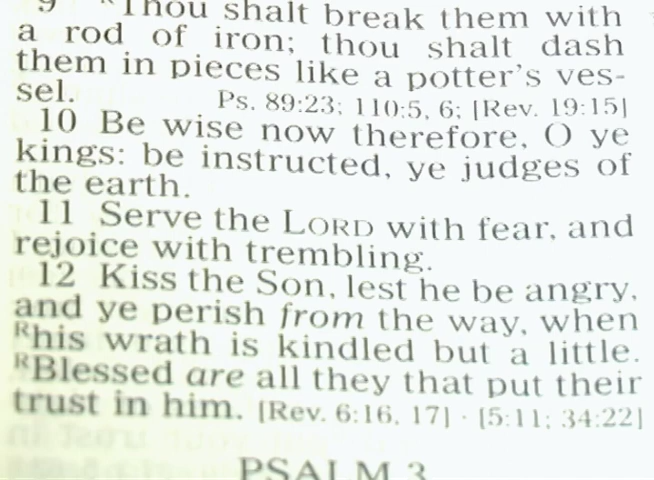 9 ᴿThou shalt break them with
a rod of iron; thou shalt dash
them in pieces like a potter's ves-
sel. Ps. 89:23; 110:5, 6; [Rev. 19:15]
10 Be wise now therefore, O ye
kings: be instructed, ye judges of
the earth.
11 Serve the LORD with fear, and
rejoice with trembling.
12 Kiss the Son, lest he be angry,
and ye perish from the way, when
ᴿhis wrath is kindled but a little.
ᴿBlessed are all they that put their
trust in him. [Rev. 6:16, 17] · [5:11; 34:22]
PSALM 3